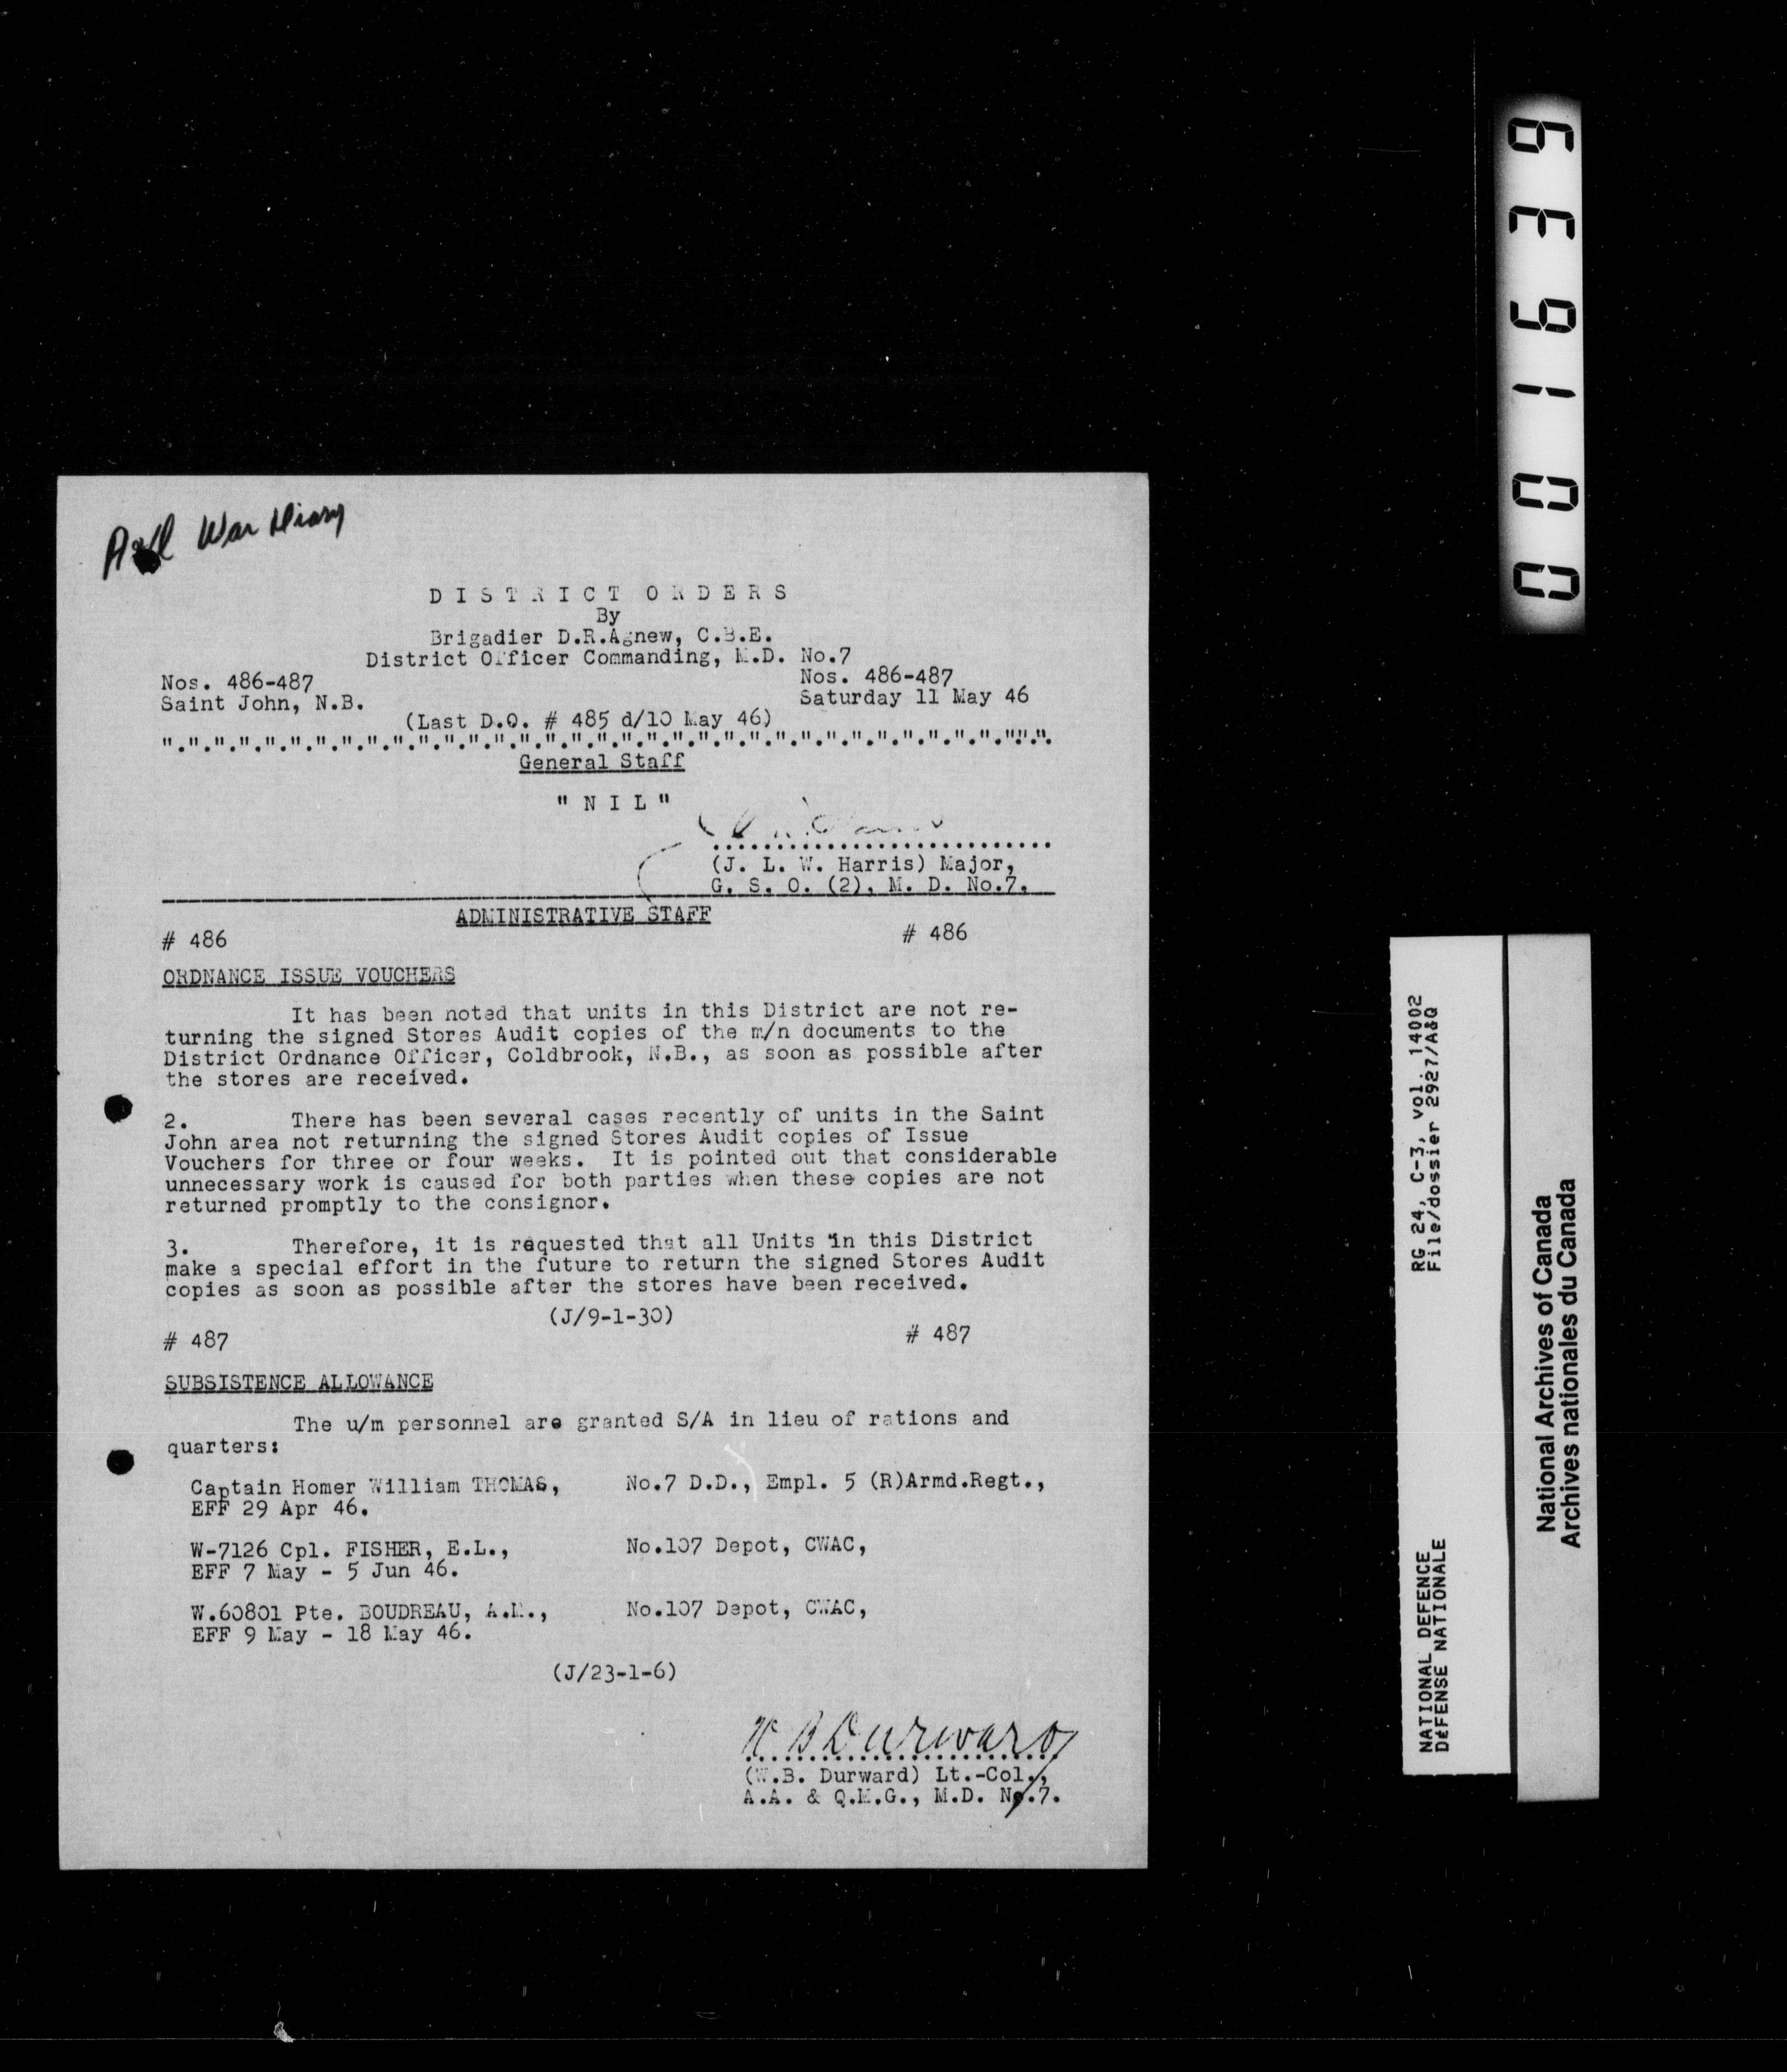 War Diary
DISTRICT ORDERS
By
Brigadier D.R.Agnew, C.B.E.
District Officer Commanding, M.D. No.7
Nos. 486-487 Nos. 486-487
Saint John, N.B. Saturday 11 May 46
(Last D.O. # 485 d/10 May 46)
".".".".".".".".".".".".".".".".".".".".".".".".".".".".".".".".".".".
General Staff
"NIL"
(J. L. W. Harris) Major,
G. S. O. (2), M. D. No.7.
ADMINISTRATIVE STAFF
# 486 # 486
ORDNANCE ISSUE VOUCHERS
It has been noted that units in this District are not re-
turning the signed Stores Audit copies of the m/n documents to the
District Ordnance Officer, Coldbrook, N.B., as soon as possible after
the stores are received.
2. There has been several cases recently of units in the Saint
John area not returning the signed Stores Audit copies of Issue
Vouchers for three or four weeks. It is pointed out that considerable
unnecessary work is caused for both parties when these copies are not
returned promptly to the consignor.
3. Therefore, it is requested that all Units in this District
make a special effort in the future to return the signed Stores Audit
copies as soon as possible after the stores have been received.
(J/9-1-30)
# 487 # 487
SUBSISTENCE ALLOWANCE
The u/m personnel are granted S/A in lieu of rations and
quarters:
Captain Homer William THOMAS, No.7 D.D., Empl. 5 (R)Armd.Regt.,
EFF 29 Apr 46.
W-7126 Cpl. FISHER, E.L., No.107 Depot, CWAC,
EFF 7 May - 5 Jun 46.
W.60801 Pte. BOUDREAU, A.M., No.107 Depot, CWAC,
EFF 9 May - 18 May 46.
(J/23-1-6)
W B Durward
(W.B. Durward) Lt.-Col.,
A.A. & Q.M.G., M.D. No.7.
001639
NATIONAL DEFENCE RG 24, C-3, vol. 14002
DéFENSE NATIONALE File/dossier 2927/A&Q
National Archives of Canada
Archives nationales du Canada